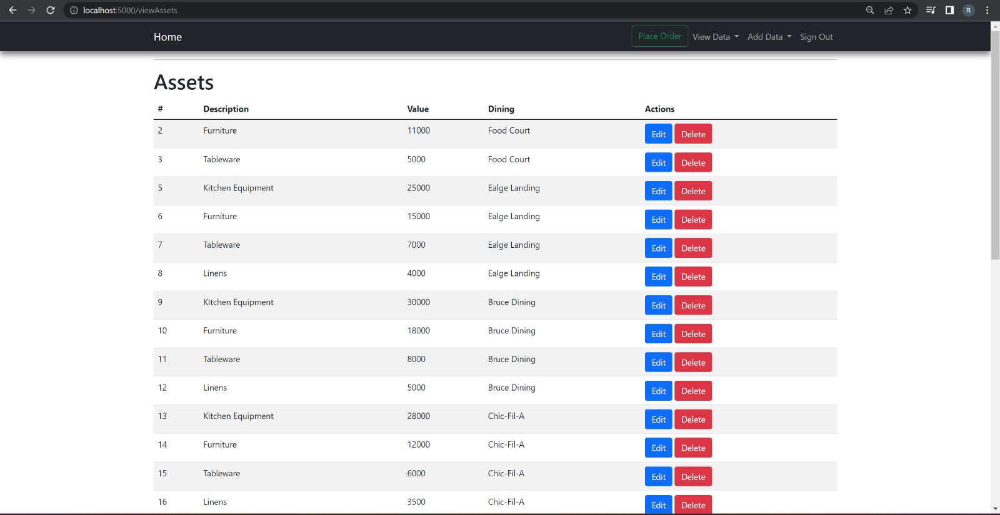 localhost:5000/viewAssets
R
Home Place Order View Data Add Data Sign Out
Assets
# Description Value Dining Actions
2 Furniture 11000 Food Court Edit Delete
3 Tableware 5000 Food Court Edit Delete
5 Kitchen Equipment 25000 Ealge Landing Edit Delete
6 Furniture 15000 Ealge Landing Edit Delete
7 Tableware 7000 Ealge Landing Edit Delete
8 Linens 4000 Ealge Landing Edit Delete
9 Kitchen Equipment 30000 Bruce Dining Edit Delete
10 Furniture 18000 Bruce Dining Edit Delete
11 Tableware 8000 Bruce Dining Edit Delete
12 Linens 5000 Bruce Dining Edit Delete
13 Kitchen Equipment 28000 Chic-Fil-A Edit Delete
14 Furniture 12000 Chic-Fil-A Edit Delete
15 Tableware 6000 Chic-Fil-A Edit Delete
16 Linens 3500 Chic-Fil-A Edit Delete